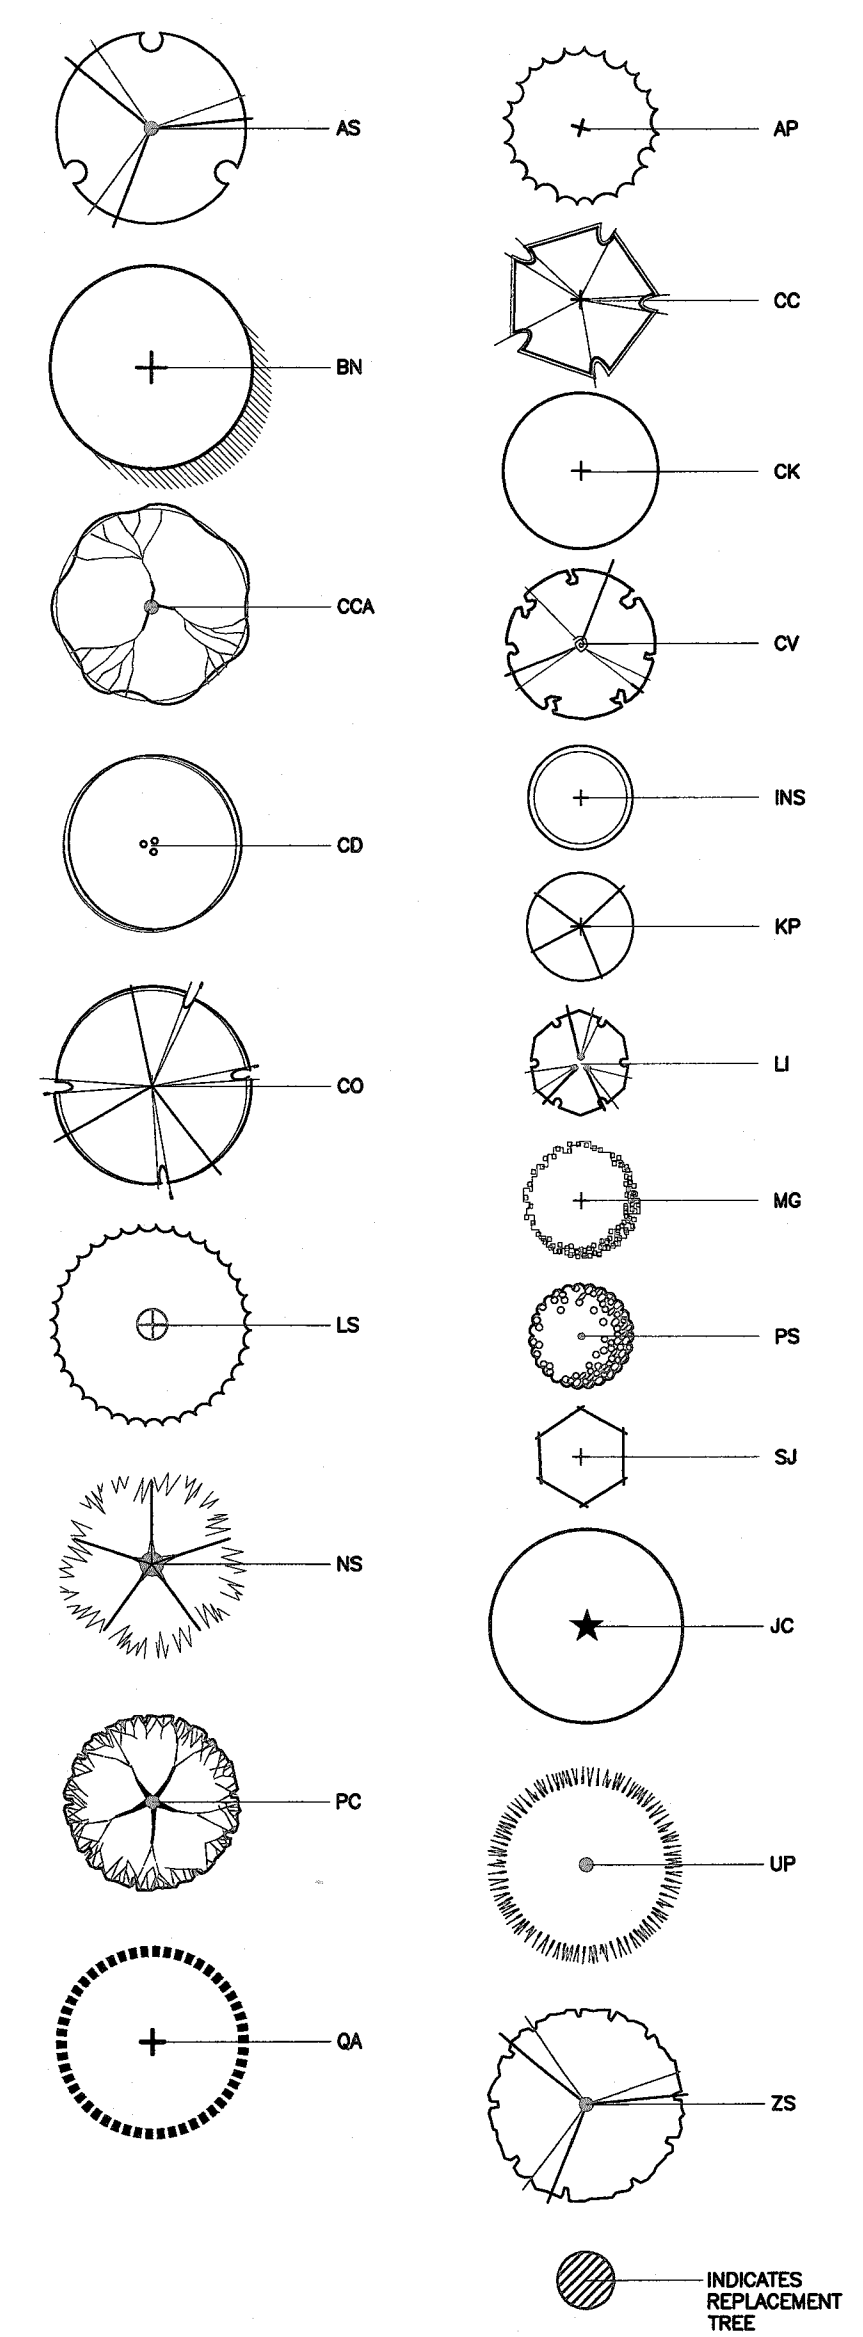 AS
BN
CCA
CD
CO
LS
NS
PC
QA
AP
CC
CK
CV
INS
KP
LI
MG
PS
SJ
JC
UP
ZS
INDICATES
REPLACEMENT
TREE